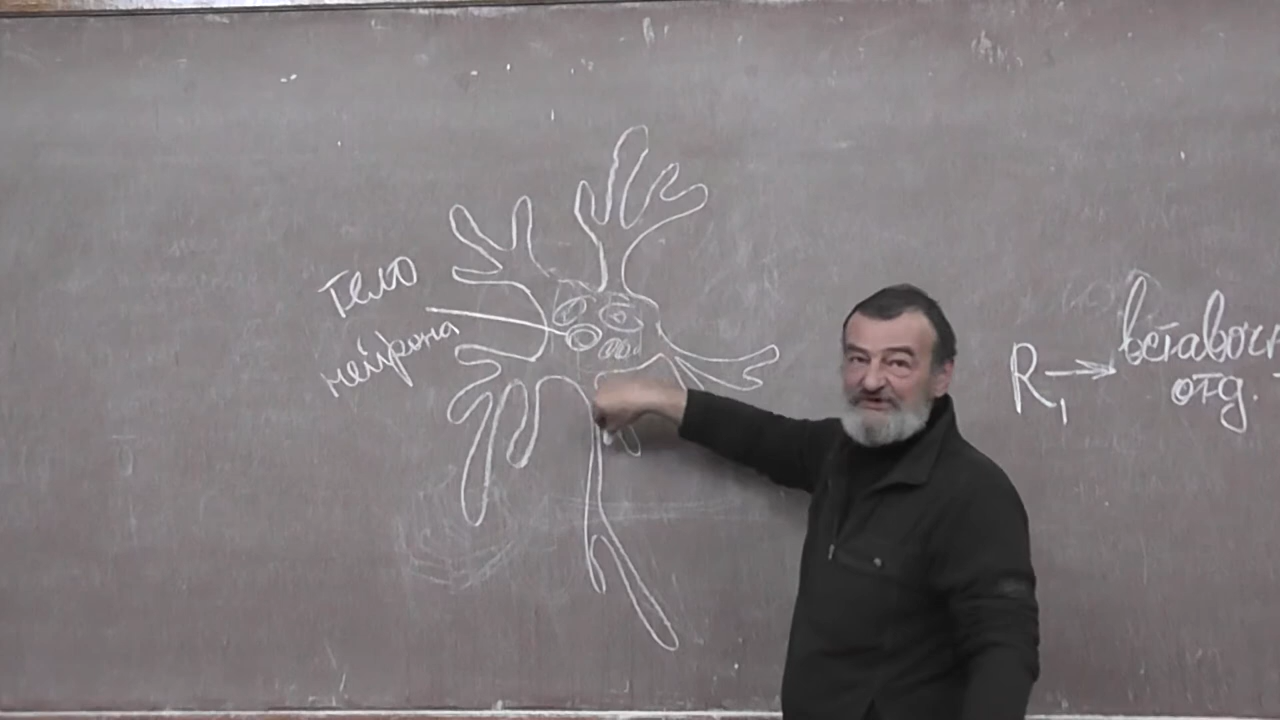 Тело
нейрона
R₁ → вставочн
отд.